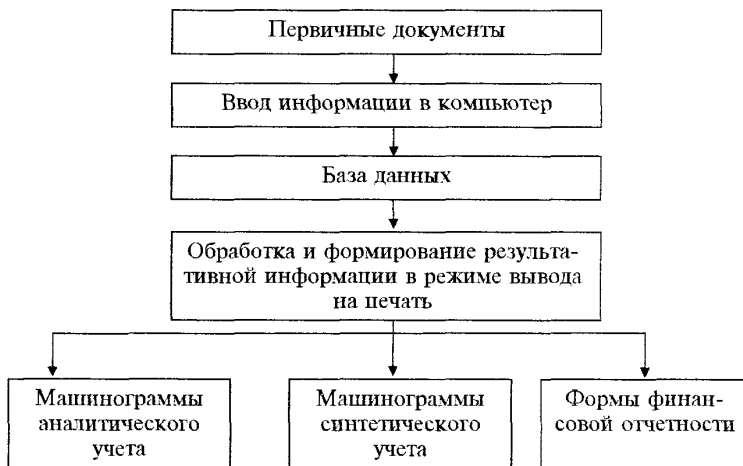 Первичные документы
Ввод информации в компьютер
База данных
Обработка и формирование результа-
тивной информации в режиме вывода
на печать
Машинограммы
аналитического
учета
Машинограммы
синтетического
учета
Формы финан-
совой отчетности